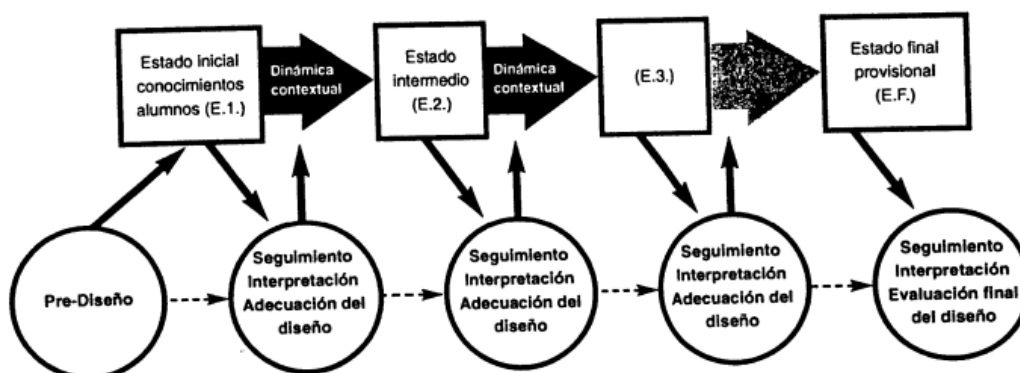 Estado inicial
conocimientos
alumnos (E.1.)
Dinámica
contextual
Estado
intermedio
(E.2.)
Dinámica
contextual
(E.3.)
Estado final
provisional
(E.F.)
Pre-Diseño
Seguimiento
Interpretación
Adecuación del
diseño
Seguimiento
Interpretación
Adecuación del
diseño
Seguimiento
Interpretación
Adecuación del
diseño
Seguimiento
Interpretación
Evaluación final
del diseño